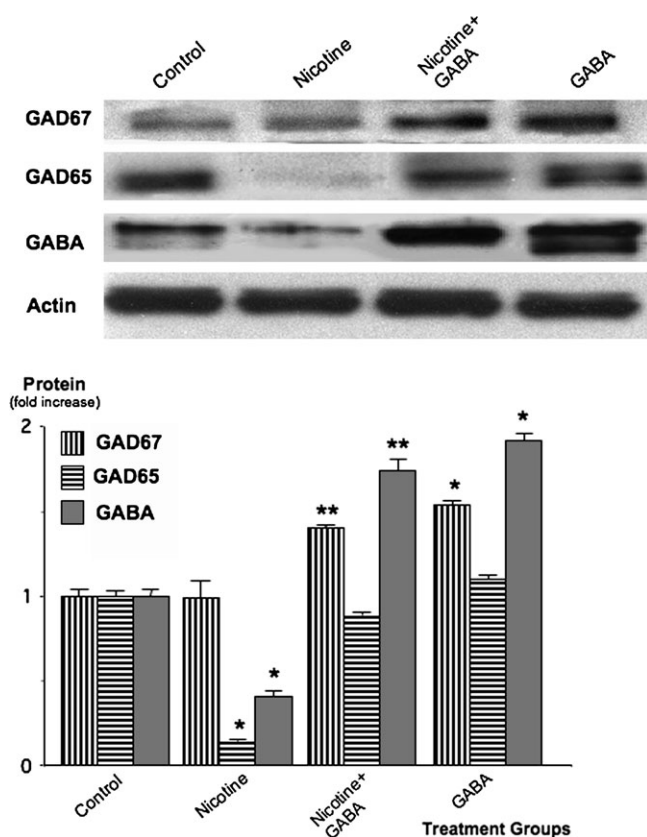 Control
Nicotine
Nicotine+
GABA
GABA
GAD67
GAD65
GABA
Actin
Protein
(fold increase)
2
GAD67
GAD65
GABA
**
**
*
*
1
*
*
0
Control
Nicotine
Nicotine+
GABA
GABA
Treatment Groups